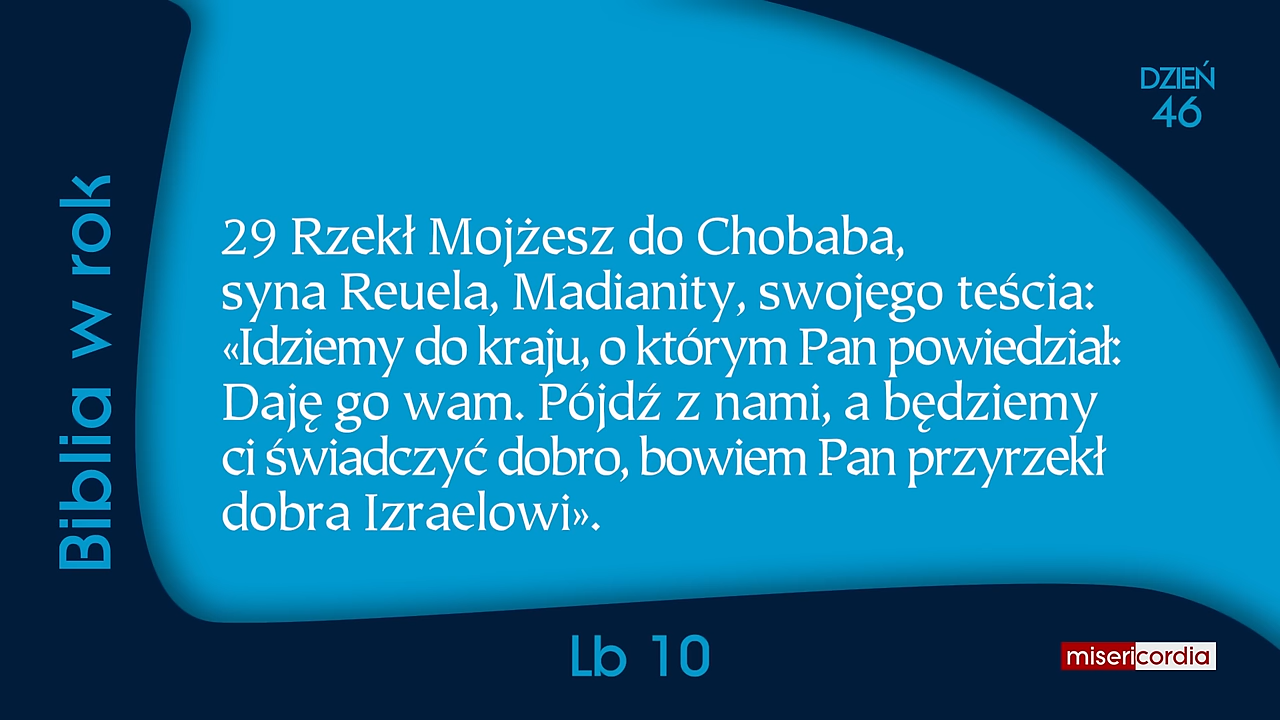 DZIEŃ
46
Biblia w rok
29 Rzekł Mojżesz do Chobaba,
syna Reuela, Madianity, swojego teścia:
«Idziemy do kraju, o którym Pan powiedział:
Daję go wam. Pójdź z nami, a będziemy
ci świadczyć dobro, bowiem Pan przyrzekł
dobra Izraelowi».
Lb 10
misericordia